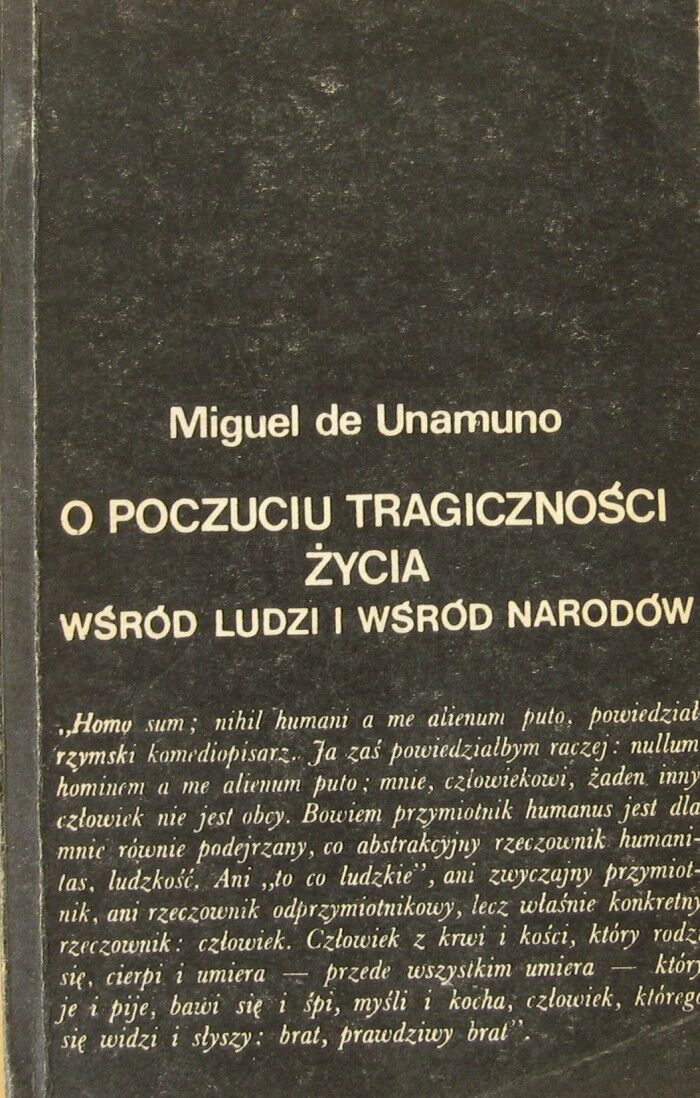 Miguel de Unamuno
O POCZUCIU TRAGICZNOŚCI
ŻYCIA
WŚRÓD LUDZI I WŚRÓD NARODÓW
„Homo sum; nihil humani a me alienum puto, powiedział
rzymski komediopisarz. Ja zaś powiedziałbym raczej: nullum
hominem a me alienum puto; mnie, człowiekowi, żaden inny
człowiek nie jest obcy. Bowiem przymiotnik humanus jest dla
mnie równie podejrzany, co abstrakcyjny rzeczownik humani-
tas, ludzkość. Ani „to co ludzkie”, ani zwyczajny przymiot-
nik, ani rzeczownik odprzymiotnikowy, lecz właśnie konkretny
rzeczownik: człowiek. Człowiek z krwi i kości, który rodzi
się, cierpi i umiera — przede wszystkim umiera — któr
je i pije, bawi się i śpi, myśli i kocha, człowiek, któreg
się widzi i słyszy: brat, prawdziwy brat”.